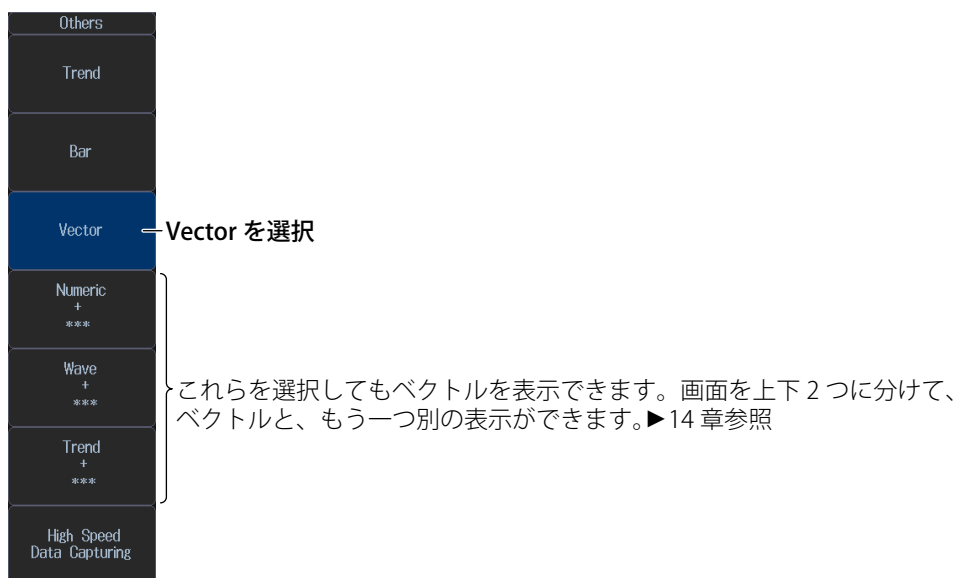 Others
Trend
Bar
Vector
Vector を選択
Numeric
+
***
Wave
+
***
これらを選択してもベクトルを表示できます。画面を上下 2 つに分けて、
ベクトルと、もう一つ別の表示ができます。▶14 章参照
Trend
+
***
High Speed
Data Capturing